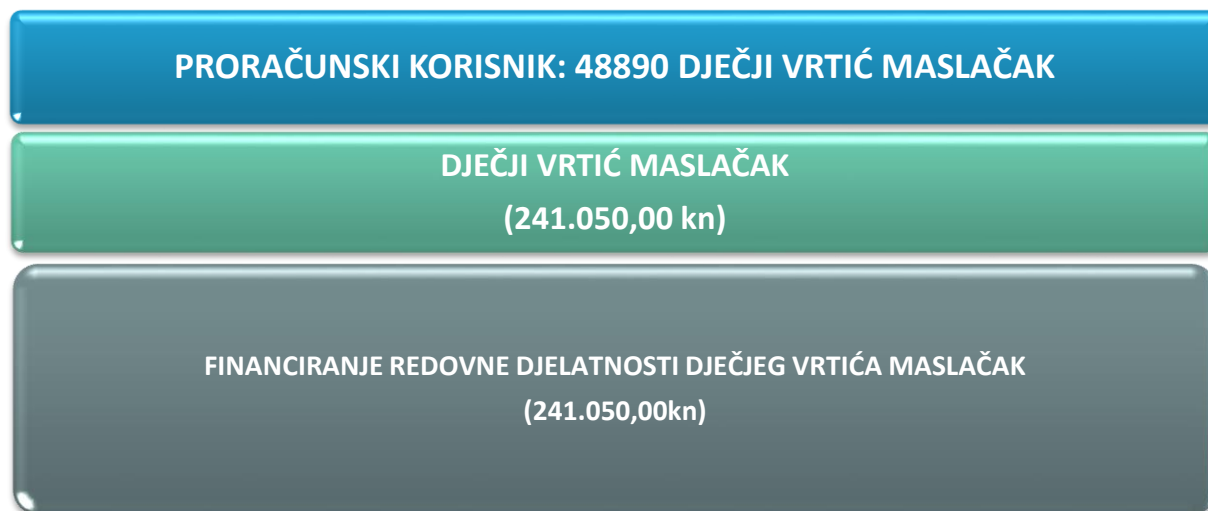 PRORAČUNSKI KORISNIK: 48890 DJEČJI VRTIĆ MASLAČAK
DJEČJI VRTIĆ MASLAČAK
(241.050,00 kn)
FINANCIRANJE REDOVNE DJELATNOSTI DJEČJEG VRTIĆA MASLAČAK
(241.050,00kn)